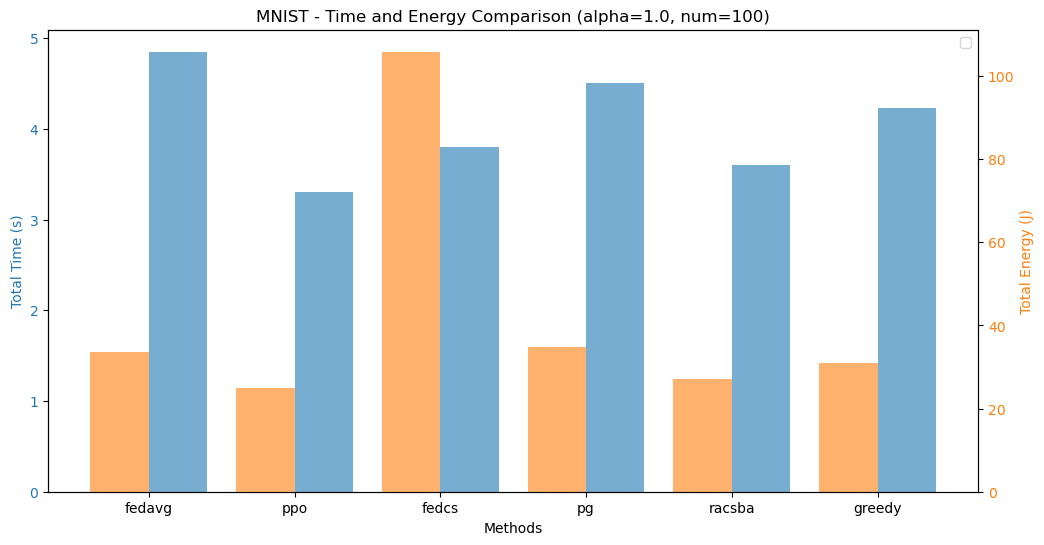 MNIST - Time and Energy Comparison (alpha=1.0, num=100)
Total Time (s)
5
4
3
2
1
0
100
80
60
40
20
0
Total Energy (J)
fedavg ppo fedcs pg racsba greedy
Methods